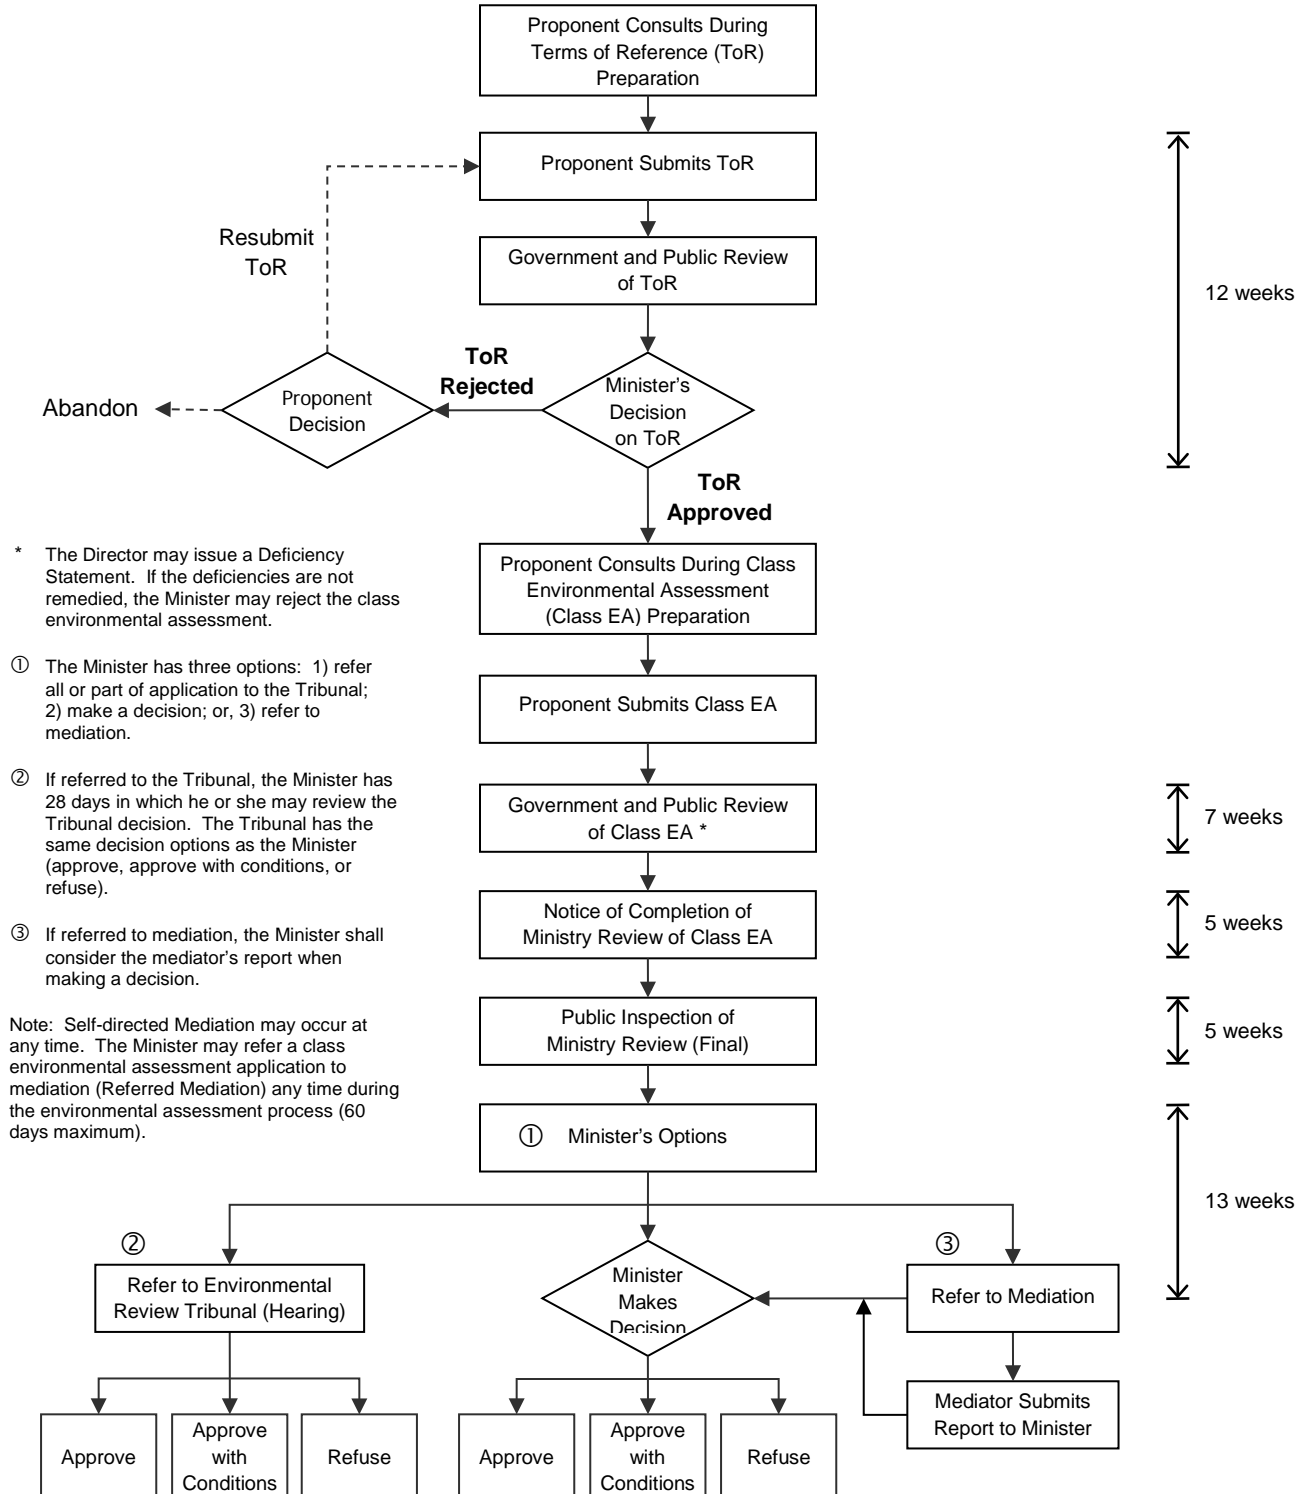 Proponent Consults During
Terms of Reference (ToR)
Preparation
Proponent Submits ToR
Resubmit
ToR
Government and Public Review
of ToR
12 weeks
ToR
Rejected
Minister's
Decision
on ToR
Proponent
Decision
Abandon
ToR
Approved
* The Director may issue a Deficiency
Statement. If the deficiencies are not
remedied, the Minister may reject the class
environmental assessment.
① The Minister has three options: 1) refer
all or part of application to the Tribunal;
2) make a decision; or, 3) refer to
mediation.
② If referred to the Tribunal, the Minister has
28 days in which he or she may review the
Tribunal decision. The Tribunal has the
same decision options as the Minister
(approve, approve with conditions, or
refuse).
③ If referred to mediation, the Minister shall
consider the mediator's report when
making a decision.
Note: Self-directed Mediation may occur at
any time. The Minister may refer a class
environmental assessment application to
mediation (Referred Mediation) any time during
the environmental assessment process (60
days maximum).
Proponent Consults During Class
Environmental Assessment
(Class EA) Preparation
Proponent Submits Class EA
Government and Public Review
of Class EA *
7 weeks
Notice of Completion of
Ministry Review of Class EA
5 weeks
Public Inspection of
Ministry Review (Final)
5 weeks
① Minister's Options
13 weeks
②
Refer to Environmental
Review Tribunal (Hearing)
Minister
Makes
Decision
③
Refer to Mediation
Mediator Submits
Report to Minister
Approve
Approve
with
Conditions
Refuse
Approve
Approve
with
Conditions
Refuse